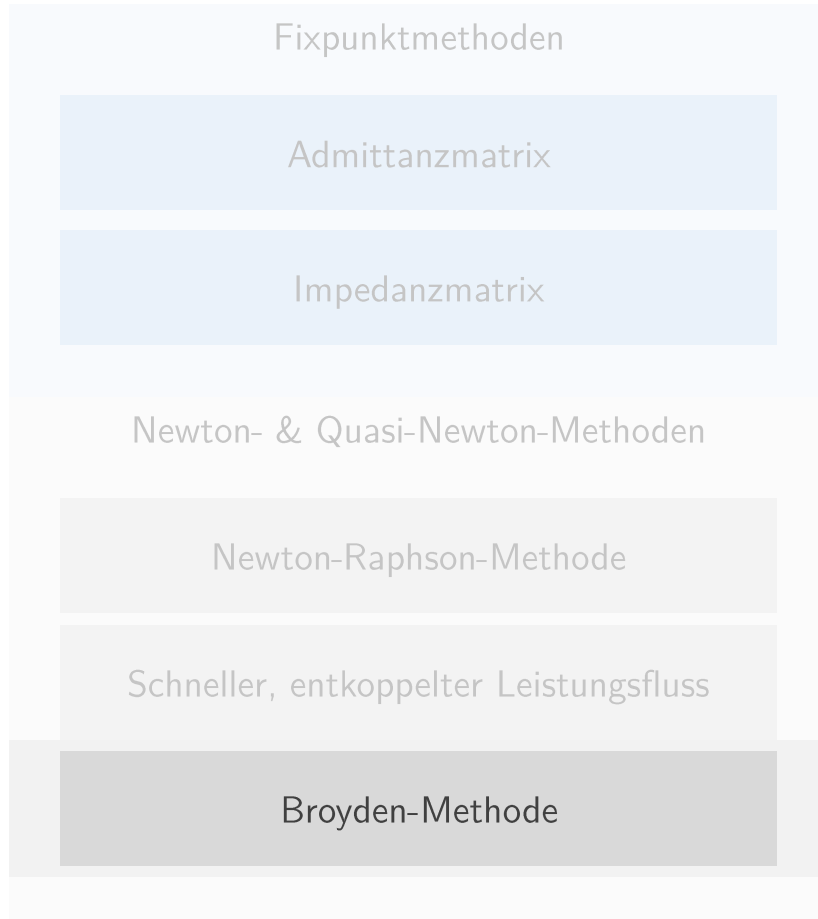 Fixpunktmethoden
Admittanzmatrix
Impedanzmatrix
Newton- & Quasi-Newton-Methoden
Newton-Raphson-Methode
Schneller, entkoppelter Leistungsfluss
Broyden-Methode